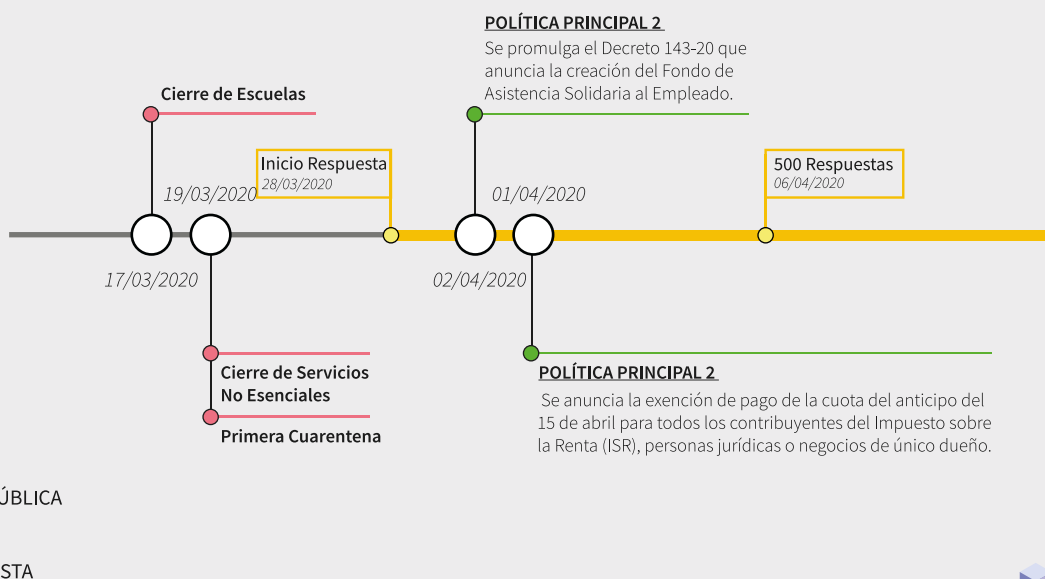 POLÍTICA PRINCIPAL 2
Se promulga el Decreto 143-20 que
anuncia la creación del Fondo de
Asistencia Solidaria al Empleado.
Cierre de Escuelas
Inicio Respuesta
28/03/2020
500 Respuestas
06/04/2020
19/03/2020
01/04/2020
17/03/2020
02/04/2020
Cierre de Servicios
No Esenciales
Primera Cuarentena
POLÍTICA PRINCIPAL 2
Se anuncia la exención de pago de la cuota del anticipo del
15 de abril para todos los contribuyentes del Impuesto sobre
la Renta (ISR), personas jurídicas o negocios de único dueño.
ÚBLICA
STA